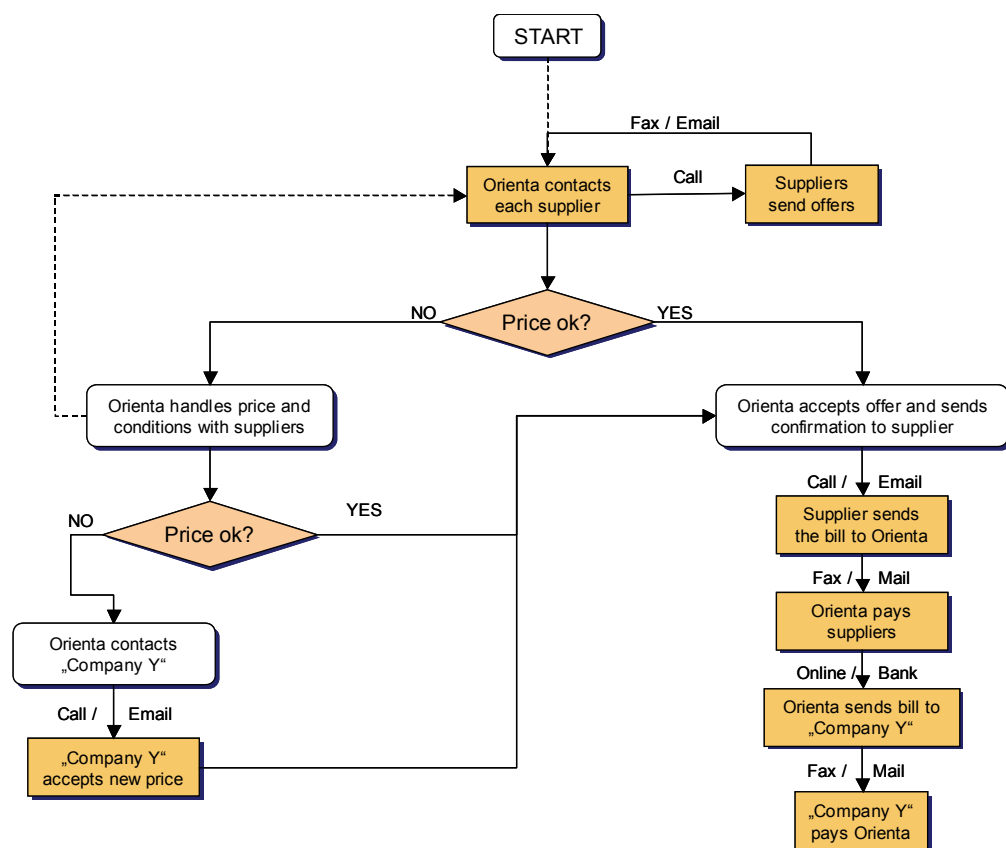 START
Fax / Email
Orienta contacts
each supplier
Call
Suppliers
send offers
NO
Price ok?
YES
Orienta handles price and
conditions with suppliers
Orienta accepts offer and sends
confirmation to supplier
Call / Email
NO
Price ok?
YES
Supplier sends
the bill to Orienta
Fax / Mail
Orienta pays
suppliers
Orienta contacts
„Company Y“
Online / Bank
Call / Email
Orienta sends bill to
„Company Y“
„Company Y“
accepts new price
Fax / Mail
„Company Y“
pays Orienta